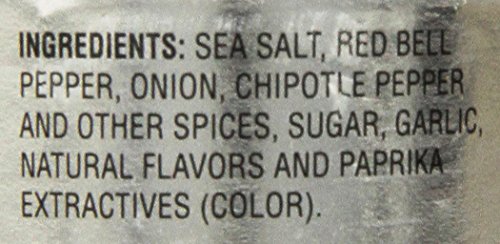 INGREDIENTS: SEA SALT, RED BELL
PEPPER, ONION, CHIPOTLE PEPPER
AND OTHER SPICES, SUGAR, GARLIC,
NATURAL FLAVORS AND PAPRIKA
EXTRACTIVES (COLOR).